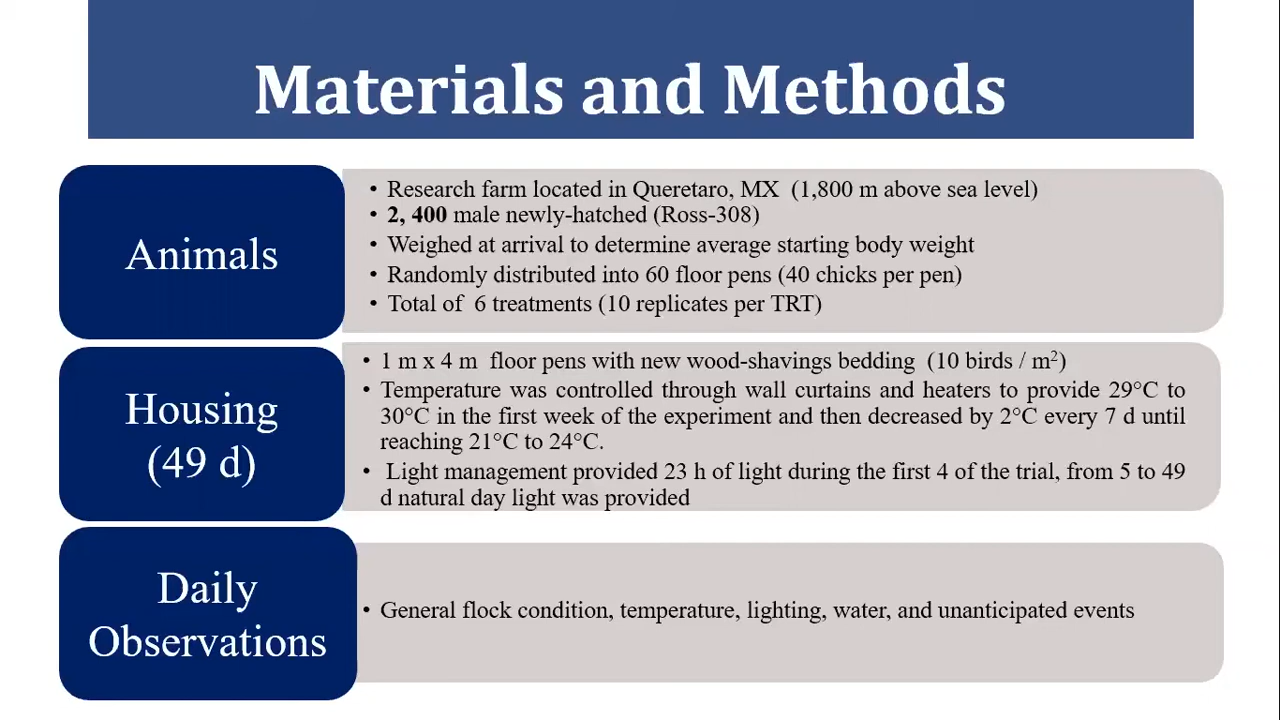 Materials and Methods
Animals
• Research farm located in Queretaro, MX (1,800 m above sea level)
• 2, 400 male newly-hatched (Ross-308)
• Weighed at arrival to determine average starting body weight
• Randomly distributed into 60 floor pens (40 chicks per pen)
• Total of 6 treatments (10 replicates per TRT)
Housing
(49 d)
• 1 m x 4 m floor pens with new wood-shavings bedding (10 birds / m²)
• Temperature was controlled through wall curtains and heaters to provide 29°C to
30°C in the first week of the experiment and then decreased by 2°C every 7 d until
reaching 21°C to 24°C.
• Light management provided 23 h of light during the first 4 of the trial, from 5 to 49
d natural day light was provided
Daily
Observations
• General flock condition, temperature, lighting, water, and unanticipated events